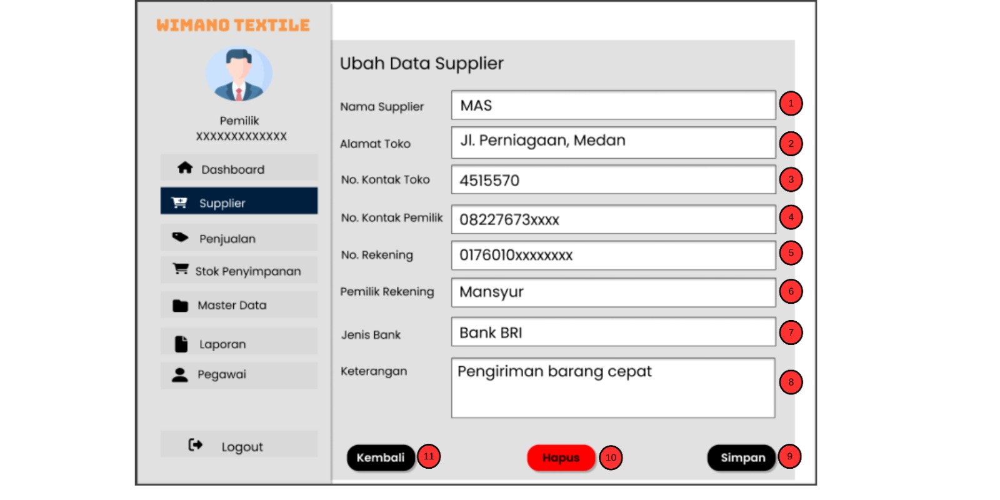 WIMANO TEXTILE
Pemilik
XXXXXXXXXXXXX
Dashboard
Supplier
Penjualan
Stok Penyimpanan
Master Data
Laporan
Pegawai
Logout
Ubah Data Supplier
Nama Supplier MAS 1
Alamat Toko Jl. Perniagaan, Medan 2
No. Kontak Toko 4515570 3
No. Kontak Pemilik 08227673xxxx 4
No. Rekening 0176010xxxxxxxx 5
Pemilik Rekening Mansyur 6
Jenis Bank Bank BRI 7
Keterangan Pengiriman barang cepat 8
Kembali 11 Hapus 10 Simpan 9